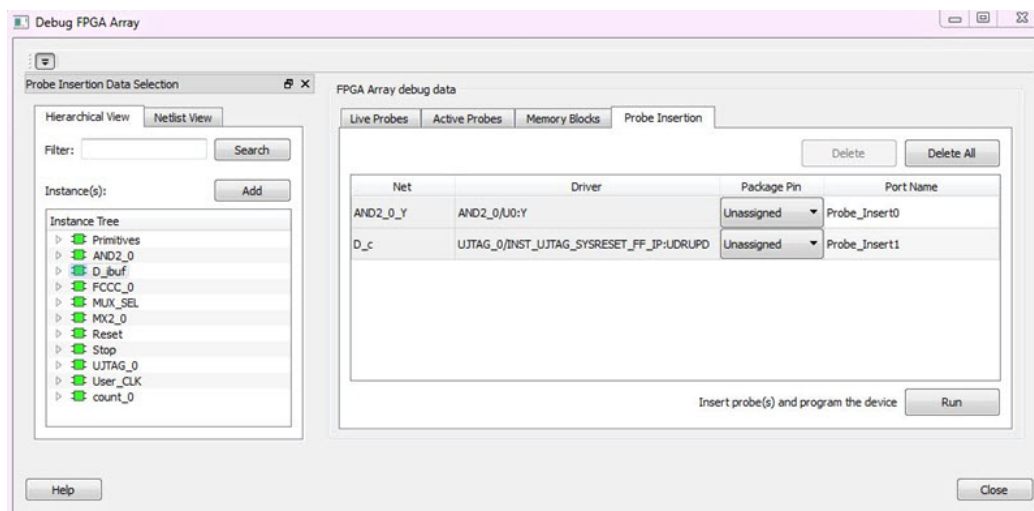 Debug FPGA Array
Probe Insertion Data Selection
Hierarchical View Netlist View
Filter: Search
Instance(s): Add
Instance Tree
Primitives
AND2_0
D_ibuf
FCCC_0
MUX_SEL
MX2_0
Reset
Stop
UJTAG_0
User_CLK
count_0
FPGA Array debug data
Live Probes Active Probes Memory Blocks Probe Insertion
Delete Delete All
Net Driver Package Pin Port Name
AND2_0_Y AND2_0/U0:Y Unassigned Probe_Insert0
D_c UJTAG_0/INST_UJTAG_SYSRESET_FF_IP:UDRUPD Unassigned Probe_Insert1
Insert probe(s) and program the device Run
Help Close